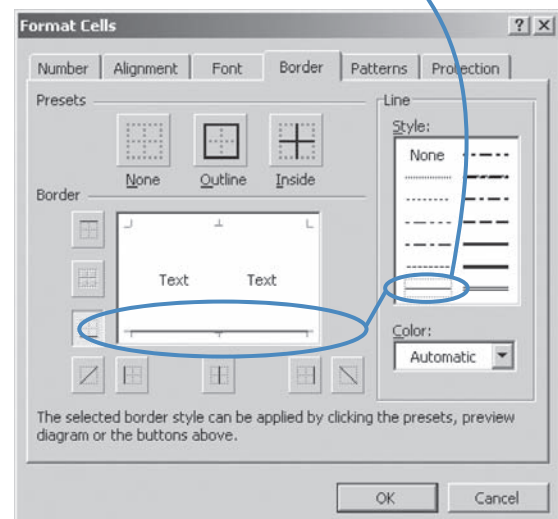 Format Cells
Number Alignment Font Border Patterns Protection
Presets
None Outline Inside
Border
Text Text
Line
Style:
None
Color:
Automatic
The selected border style can be applied by clicking the presets, preview
diagram or the buttons above.
OK Cancel